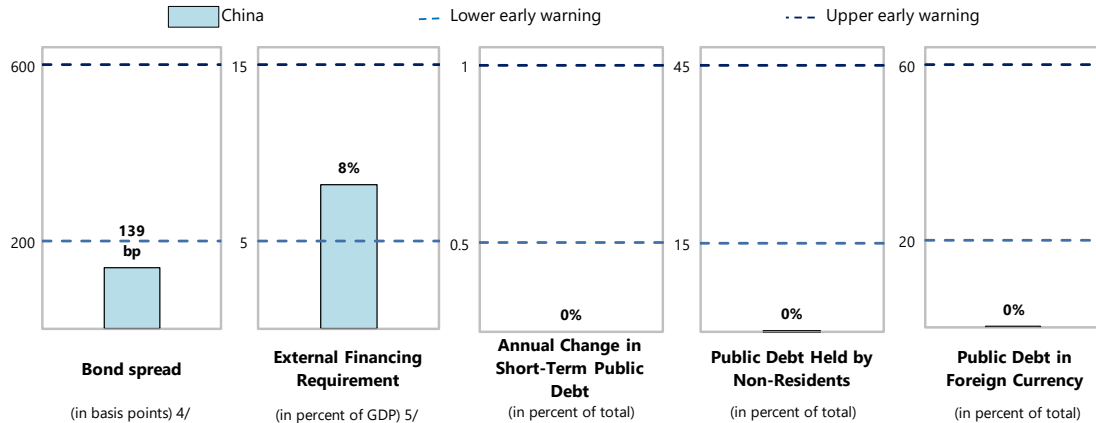 China
Lower early warning
Upper early warning
600
200
139
bp
Bond spread
(in basis points) 4/
15
5
8%
External Financing
Requirement
(in percent of GDP) 5/
1
0.5
0%
Annual Change in
Short-Term Public
Debt
(in percent of total)
45
15
0%
Public Debt Held by
Non-Residents
(in percent of total)
60
20
0%
Public Debt in
Foreign Currency
(in percent of total)